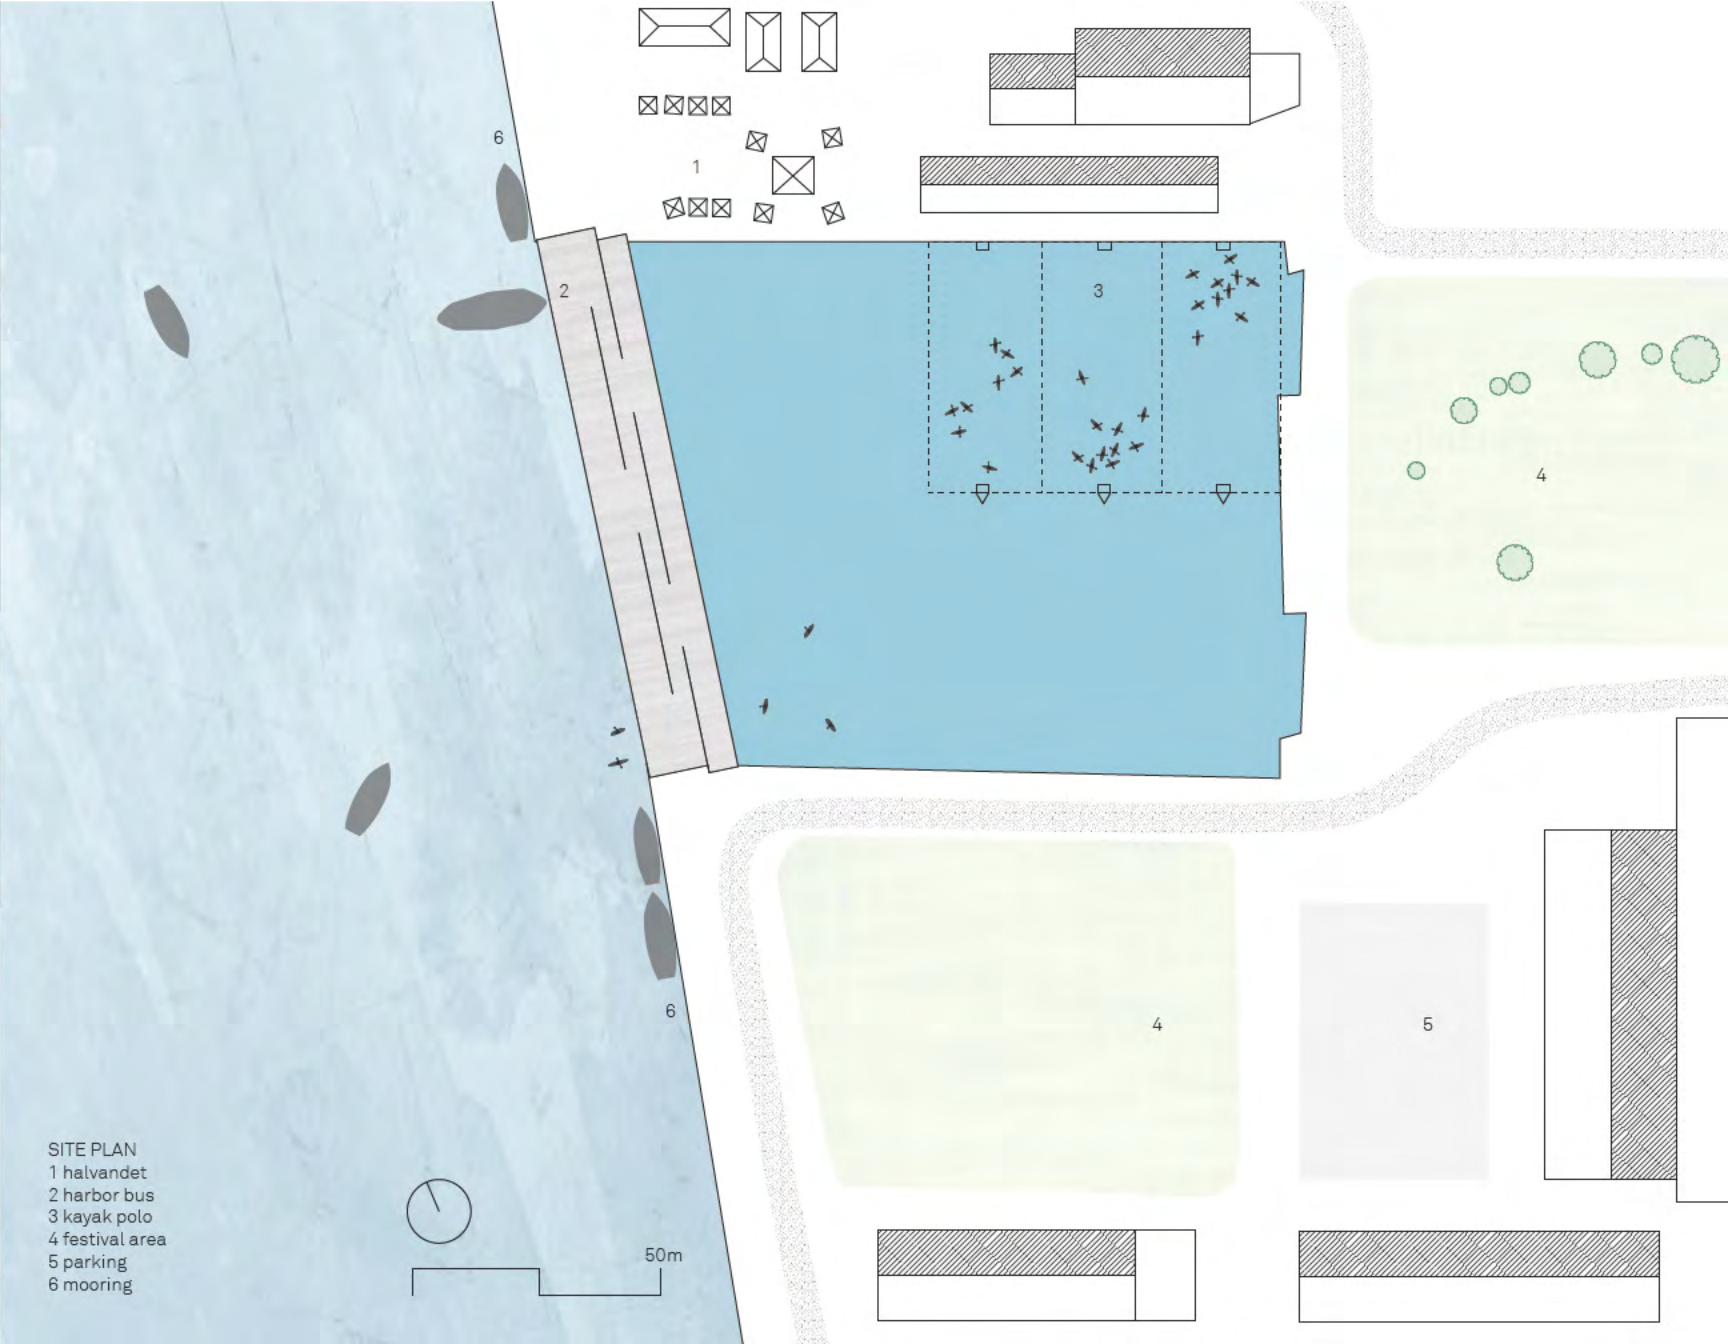 6
1
2
3
4
6
4
5
SITE PLAN
1 halvandet
2 harbor bus
3 kayak polo
4 festival area
5 parking
6 mooring
50m